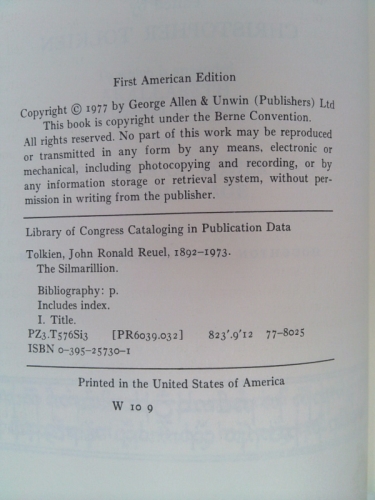 First American Edition
Copyright © 1977 by George Allen & Unwin (Publishers) Ltd
This book is copyright under the Berne Convention.
All rights reserved. No part of this work may be reproduced
or transmitted in any form by any means, electronic or
mechanical, including photocopying and recording, or by
any information storage or retrieval system, without per-
mission in writing from the publisher.
Library of Congress Cataloging in Publication Data
Tolkien, John Ronald Reuel, 1892-1973.
The Silmarillion.
Bibliography: p.
Includes index.
I. Title.
PZ3.T576Si3 [PR6039.032] 823'.9'12 77-8025
ISBN 0-395-25730-1
Printed in the United States of America
W 10 9